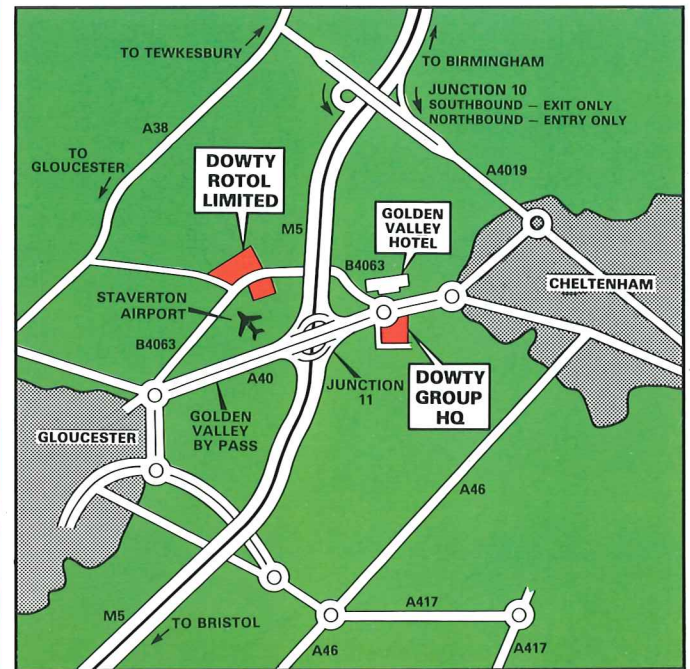 TO TEWKESBURY
TO BIRMINGHAM
JUNCTION 10
SOUTHBOUND – EXIT ONLY
NORTHBOUND – ENTRY ONLY
A38
TO
GLOUCESTER
DOWTY
ROTOL
LIMITED
A4019
M5
GOLDEN
VALLEY
HOTEL
B4063
CHELTENHAM
STAVERTON
AIRPORT
B4063
A40
JUNCTION
11
DOWTY
GROUP
HQ
GOLDEN
VALLEY
BY PASS
GLOUCESTER
A46
M5
TO BRISTOL
A417
A46
A417